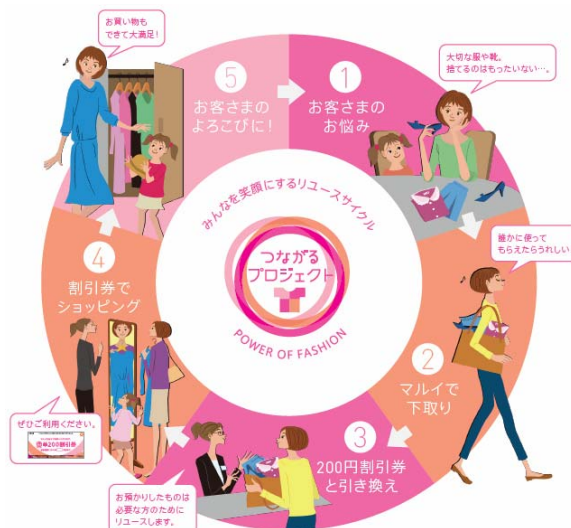 お買い物も
できて大満足!
5
お客さまの
よろこびに!
1
お客さまの
お悩み
大切な服や靴。
捨てるのはもったいない…。
みんなを笑顔にするリユースサイクル
つながる
プロジェクト
POWER OF FASHION
誰かに使って
もらえたらうれしい
4
割引券で
ショッピング
2
マルイで
下取り
ぜひご利用ください。
3
200円割引券
と引き換え
お預かりしたものは
必要な方のために
リユースします。